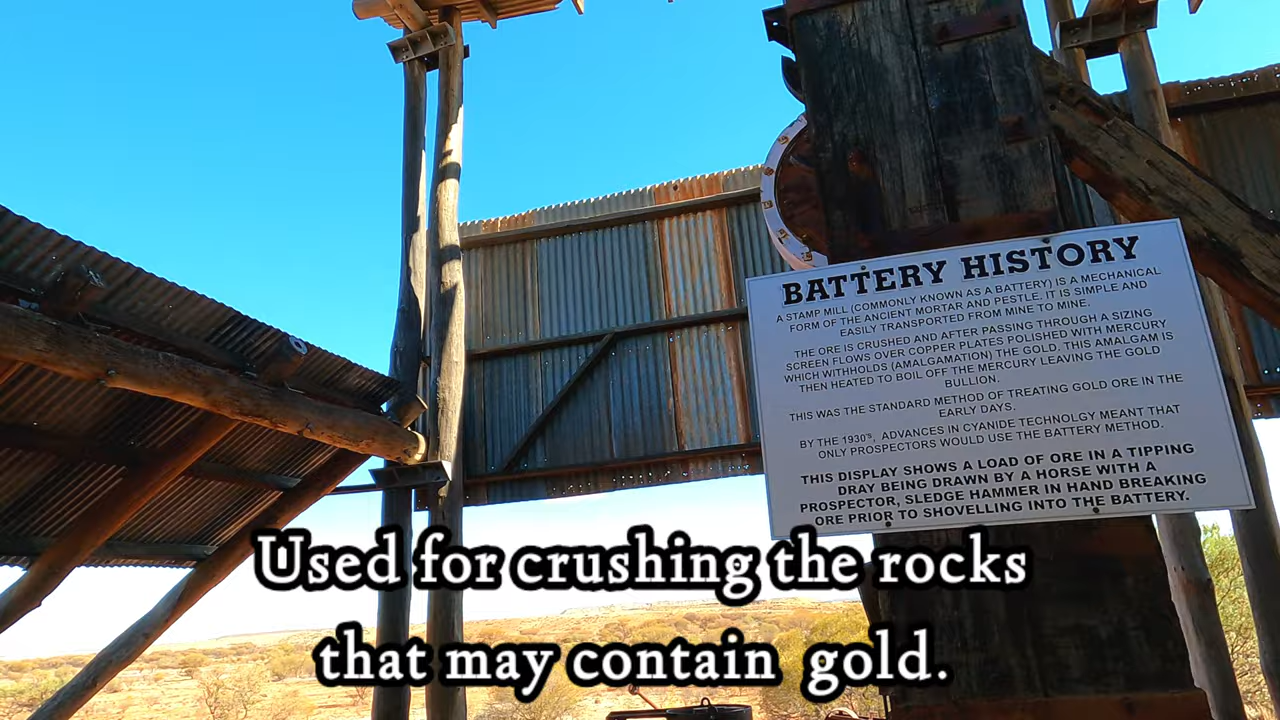 BATTERY HISTORY
A STAMP MILL (COMMONLY KNOWN AS A BATTERY) IS A MECHANICAL
FORM OF THE ANCIENT MORTAR AND PESTLE. IT IS SIMPLE AND
EASILY TRANSPORTED FROM MINE TO MINE.
THE ORE IS CRUSHED AND AFTER PASSING THROUGH A SIZING
SCREEN FLOWS OVER COPPER PLATES POLISHED WITH MERCURY
WHICH WITHHOLDS (AMALGAMATION) THE GOLD. THIS AMALGAM IS
THEN HEATED TO BOIL OFF THE MERCURY LEAVING THE GOLD
BULLION.
THIS WAS THE STANDARD METHOD OF TREATING GOLD ORE IN THE
EARLY DAYS.
BY THE 1930's, ADVANCES IN CYANIDE TECHNOLGY MEANT THAT
ONLY PROSPECTORS WOULD USE THE BATTERY METHOD.
THIS DISPLAY SHOWS A LOAD OF ORE IN A TIPPING
DRAY BEING DRAWN BY A HORSE WITH A
PROSPECTOR, SLEDGE HAMMER IN HAND BREAKING
ORE PRIOR TO SHOVELLING INTO THE BATTERY.
Used for crushing the rocks
that may contain gold.